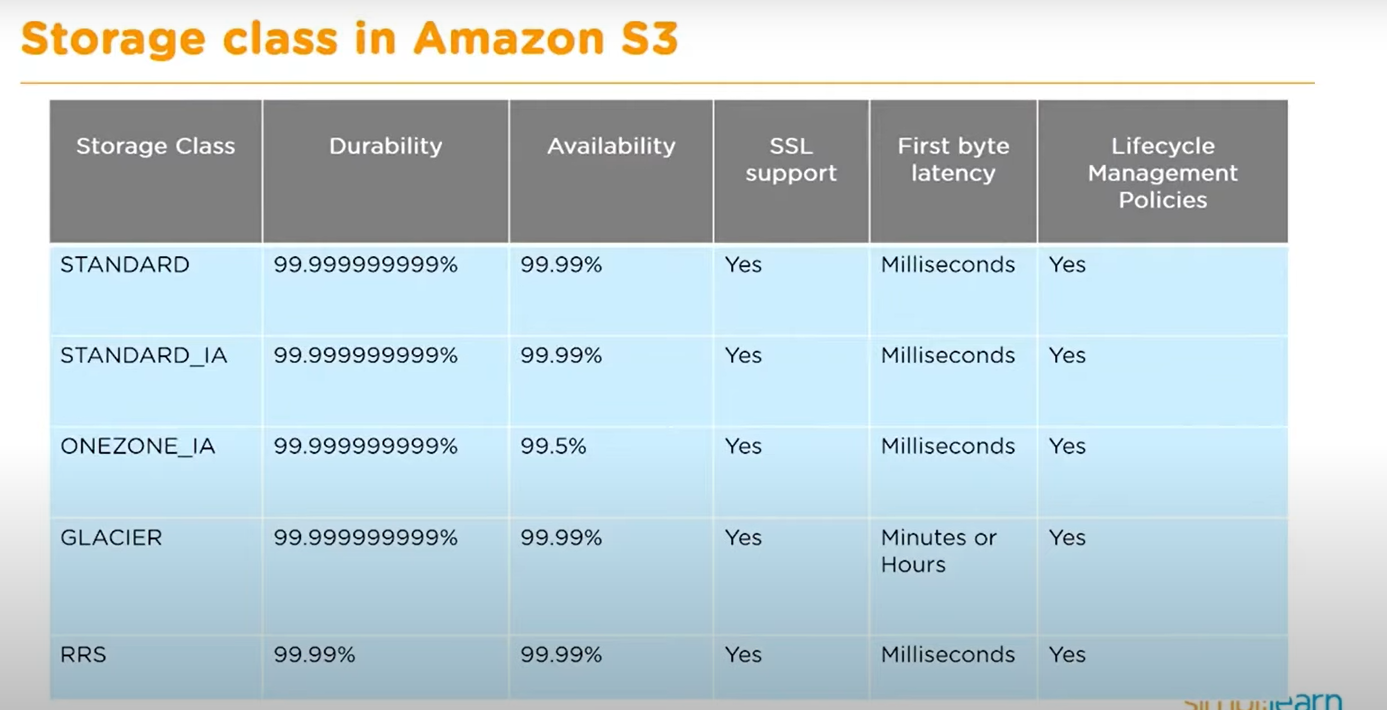 Storage class in Amazon S3
Storage Class Durability Availability SSL support First byte latency Lifecycle Management Policies
STANDARD 99.999999999% 99.99% Yes Milliseconds Yes
STANDARD_IA 99.999999999% 99.99% Yes Milliseconds Yes
ONEZONE_IA 99.999999999% 99.5% Yes Milliseconds Yes
GLACIER 99.999999999% 99.99% Yes Minutes or Hours Yes
RRS 99.99% 99.99% Yes Milliseconds Yes